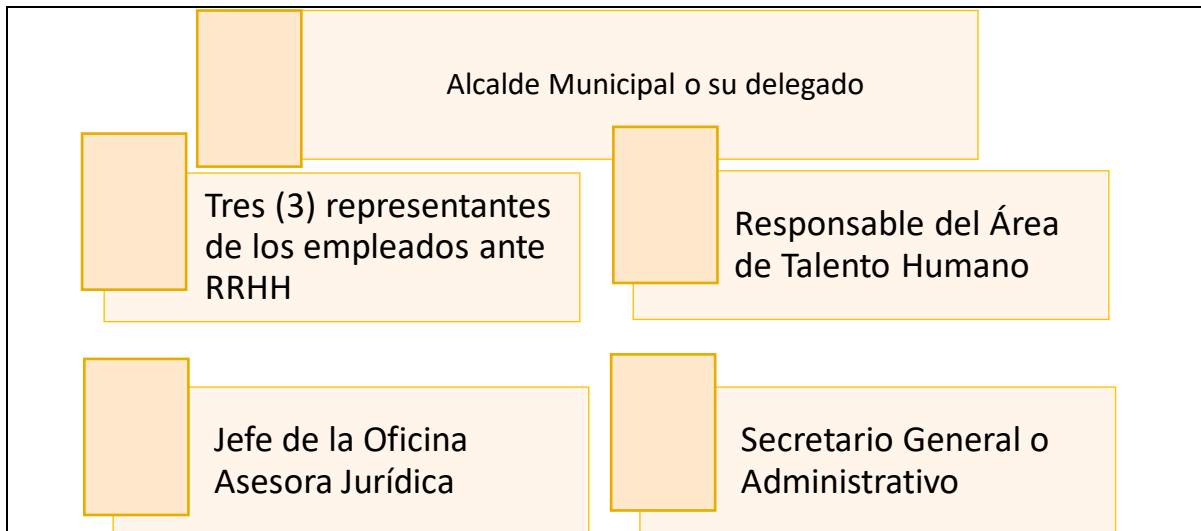 Alcalde Municipal o su delegado
Tres (3) representantes
de los empleados ante
RRHH
Responsable del Área
de Talento Humano
Jefe de la Oficina
Asesora Jurídica
Secretario General o
Administrativo